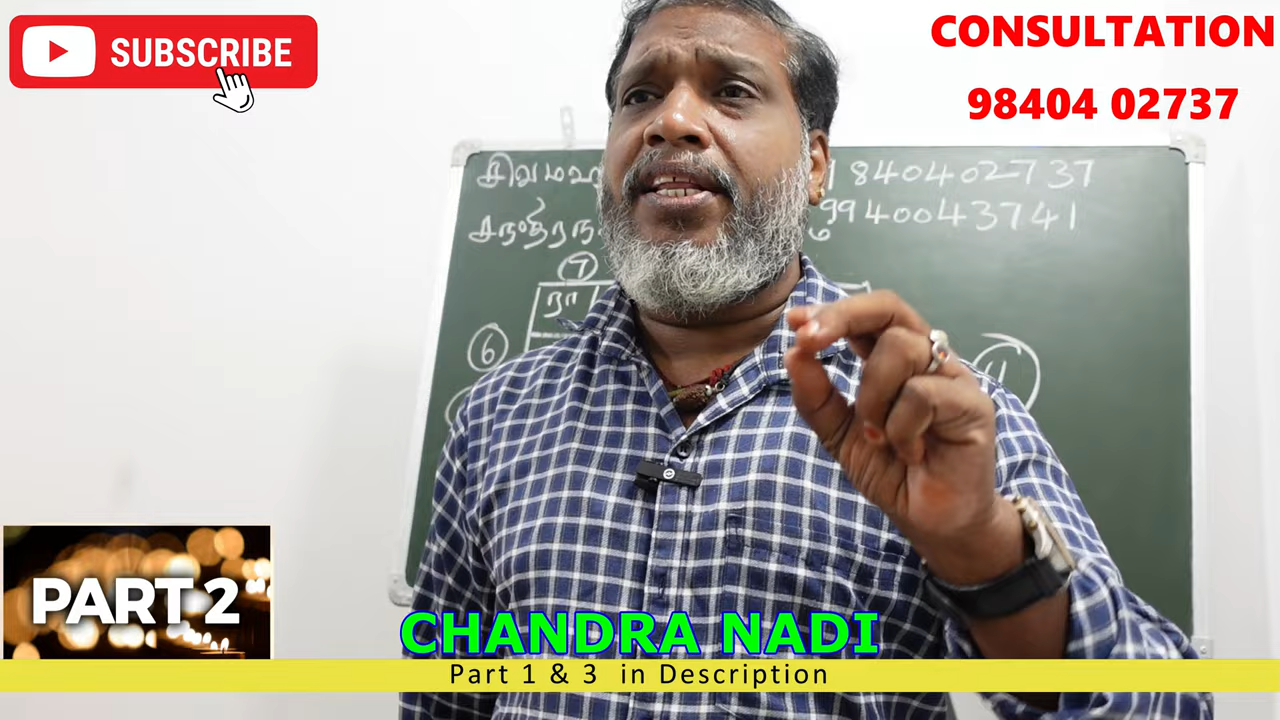 SUBSCRIBE
CONSULTATION
98404 02737
840402737
9940043741
7
ரா
6
PART 2
CHANDRA NADI
Part 1 & 3 in Description